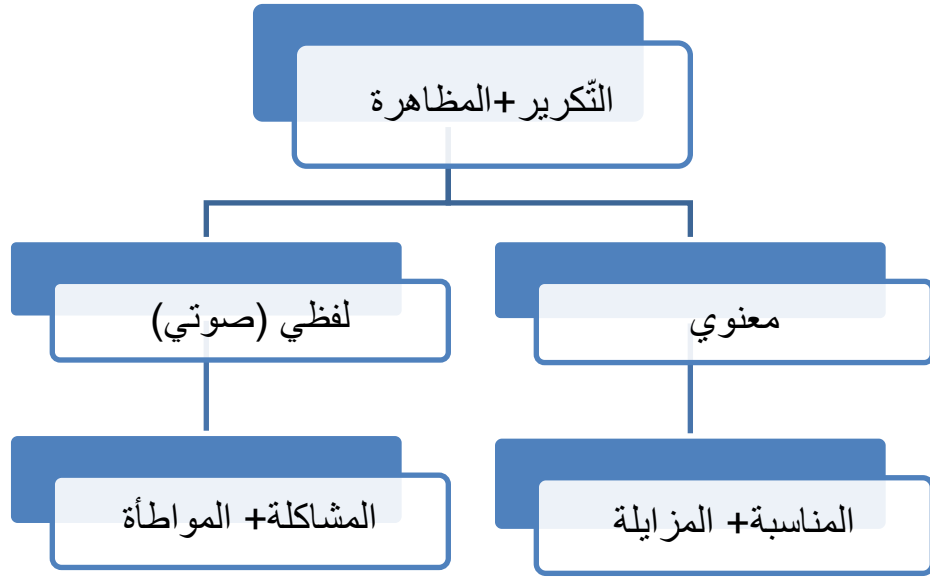 التّكرير+المظاهرة
معنوي
لفظي (صوتي)
المناسبة+ المزايلة
المشاكلة+ المواطأة